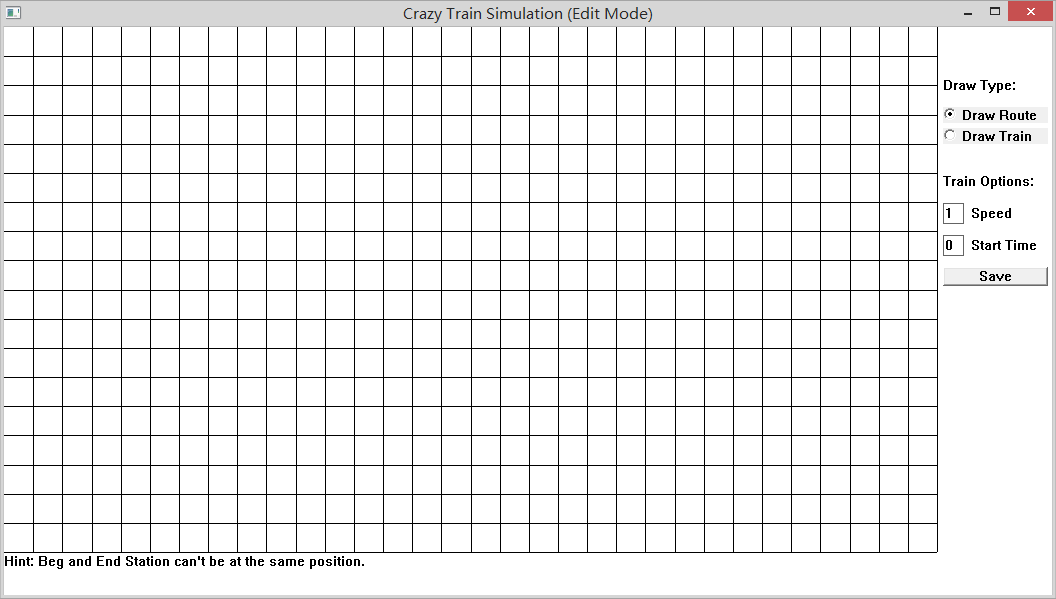 Crazy Train Simulation (Edit Mode)
Draw Type:
Draw Route
Draw Train
Train Options:
1 Speed
0 Start Time
Save
Hint: Beg and End Station can't be at the same position.